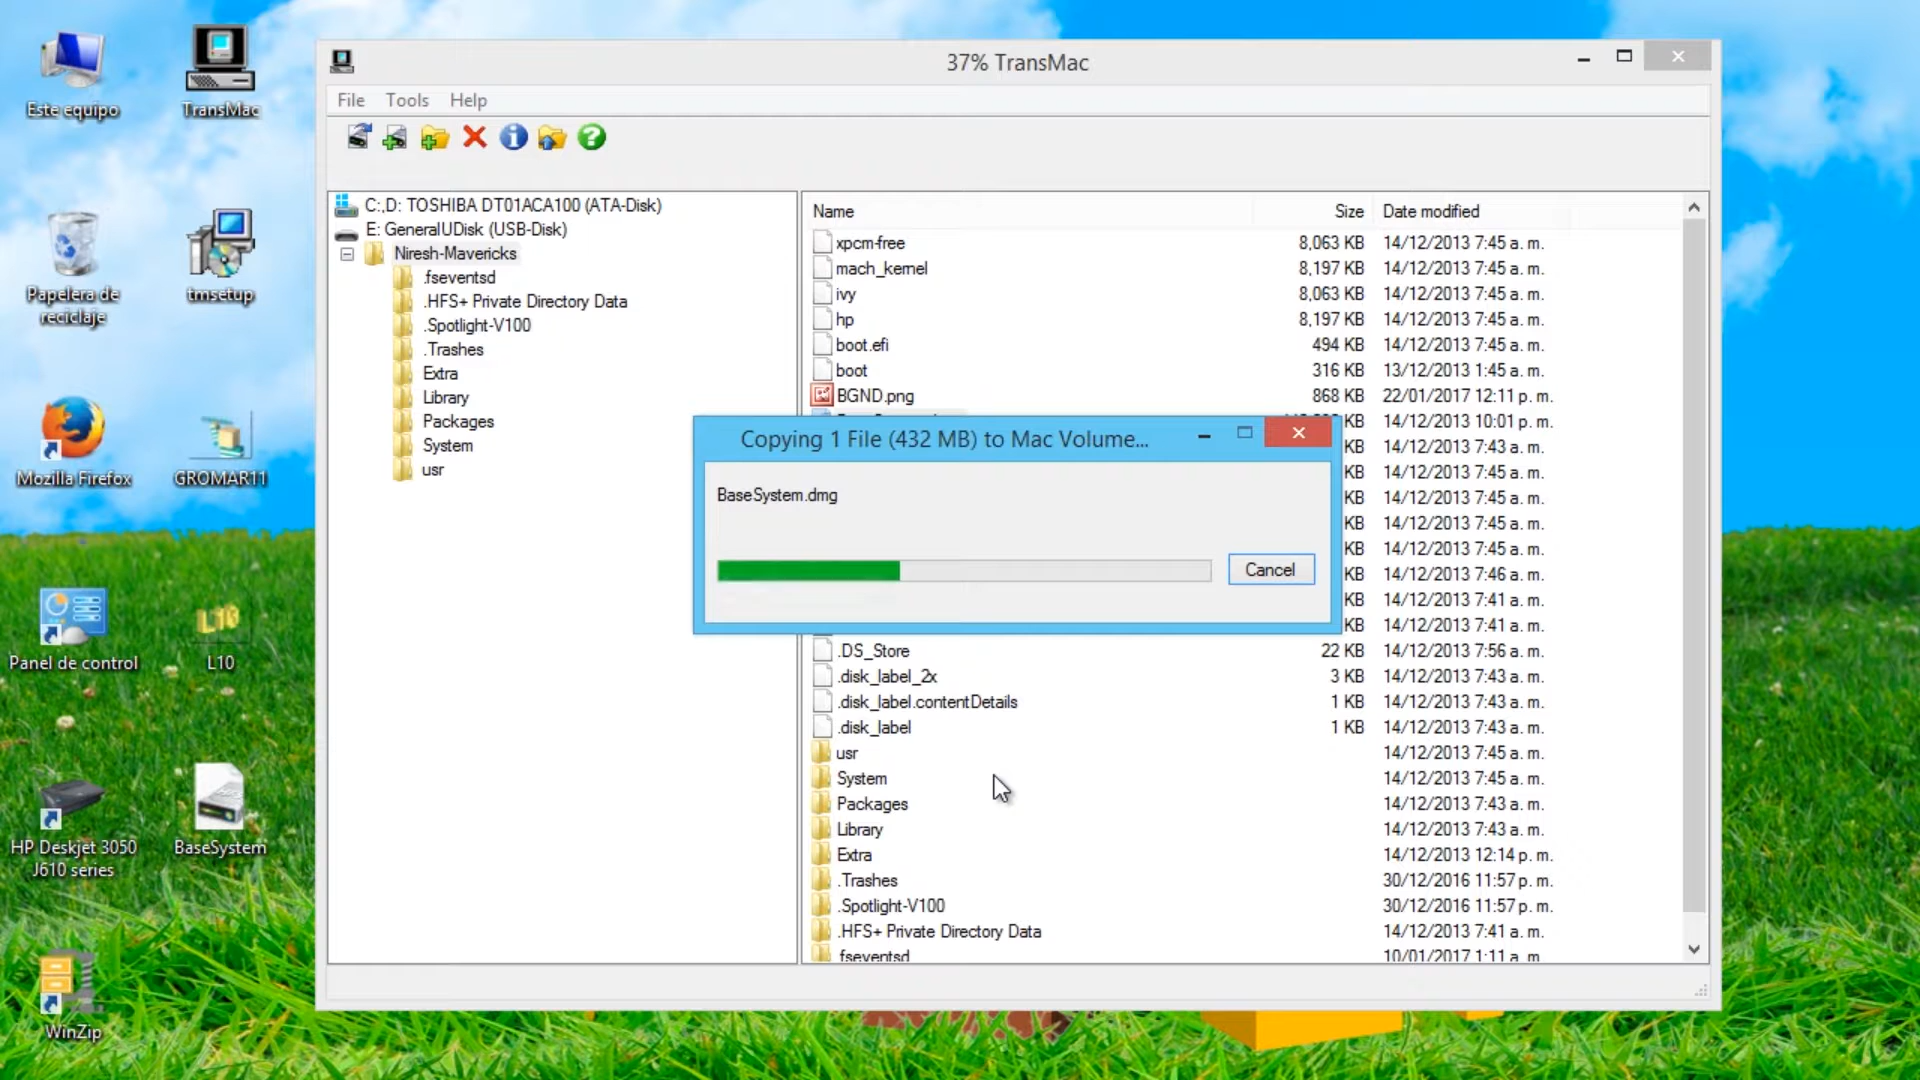 Este equipo
TransMac
Papelera de
reciclaje
tmsetup
Mozilla Firefox
GROMAR11
Panel de control
L10
L10
HP Deskjet 3050
J610 series
BaseSystem
WinZip
37% TransMac
File Tools Help
C:,D: TOSHIBA DT01ACA100 (ATA-Disk)
E: GeneralUDisk (USB-Disk)
Niresh-Mavericks
.fseventsd
.HFS+ Private Directory Data
.Spotlight-V100
.Trashes
Extra
Library
Packages
System
usr
Name Size Date modified
xpcm-free 8,063 KB 14/12/2013 7:45 a. m.
mach_kernel 8,197 KB 14/12/2013 7:45 a. m.
ivy 8,063 KB 14/12/2013 7:45 a. m.
hp 8,197 KB 14/12/2013 7:45 a. m.
boot.efi 494 KB 14/12/2013 7:45 a. m.
boot 316 KB 13/12/2013 1:45 a. m.
BGND.png 868 KB 22/01/2017 12:11 p. m.
KB 14/12/2013 10:01 p. m.
KB 14/12/2013 7:43 a. m.
KB 14/12/2013 7:45 a. m.
KB 14/12/2013 7:45 a. m.
KB 14/12/2013 7:45 a. m.
KB 14/12/2013 7:45 a. m.
KB 14/12/2013 7:46 a. m.
KB 14/12/2013 7:41 a. m.
KB 14/12/2013 7:41 a. m.
.DS_Store 22 KB 14/12/2013 7:56 a. m.
.disk_label_2x 3 KB 14/12/2013 7:43 a. m.
.disk_label.contentDetails 1 KB 14/12/2013 7:43 a. m.
.disk_label 1 KB 14/12/2013 7:43 a. m.
usr 14/12/2013 7:45 a. m.
System 14/12/2013 7:45 a. m.
Packages 14/12/2013 7:43 a. m.
Library 14/12/2013 7:43 a. m.
Extra 14/12/2013 12:14 p. m.
.Trashes 30/12/2016 11:57 p. m.
.Spotlight-V100 30/12/2016 11:57 p. m.
.HFS+ Private Directory Data 14/12/2013 7:41 a. m.
.fseventsd 10/01/2017 1:11 a. m.
Copying 1 File (432 MB) to Mac Volume...
BaseSystem.dmg
Cancel